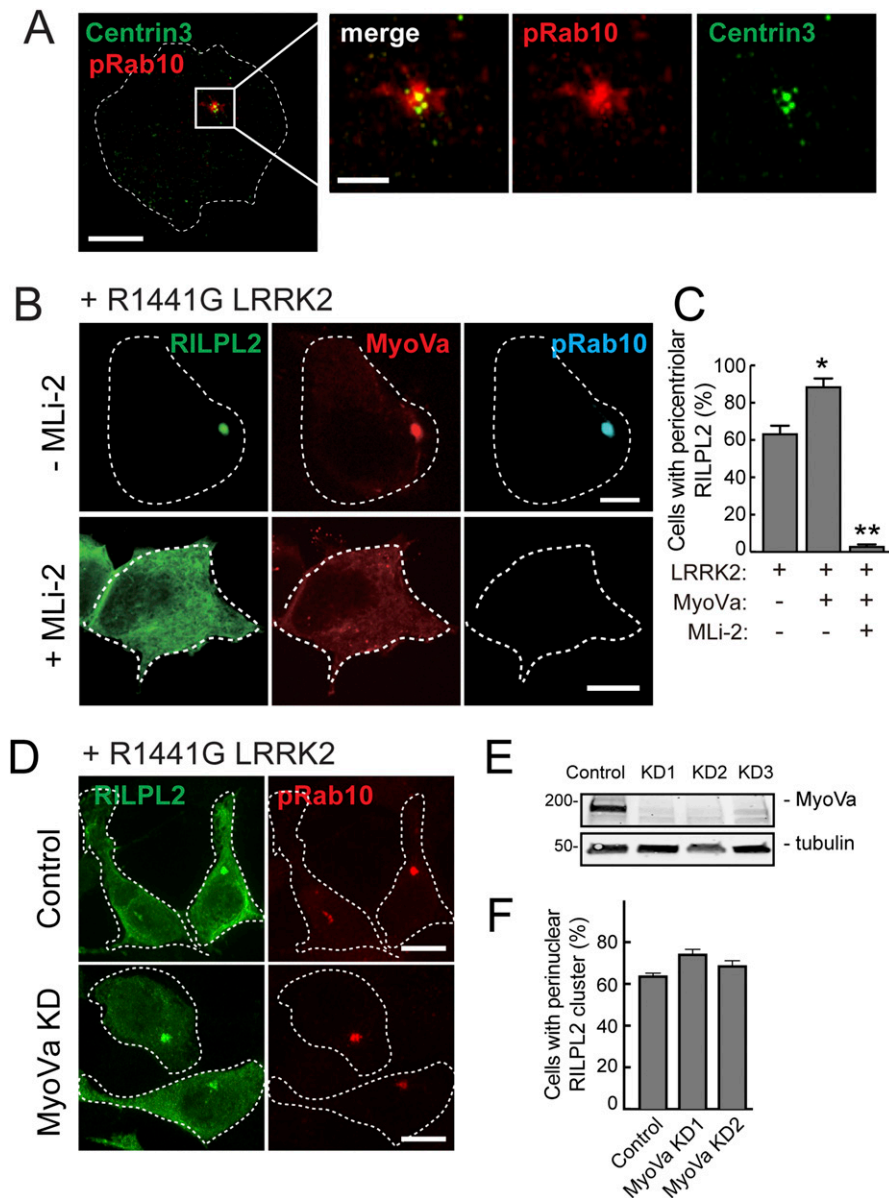 A
Centrin3
pRab10
merge
pRab10
Centrin3
B
+ R1441G LRRK2
- MLi-2
RILPL2
MyoVa
pRab10
+ MLi-2
C
Cells with pericentriolar
RILPL2 (%)
100
80
60
40
20
0
*
**
LRRK2: + + +
MyoVa: - + +
MLi-2: - - +
D
+ R1441G LRRK2
Control
RILPL2
pRab10
MyoVa KD
E
Control KD1 KD2 KD3
200- - MyoVa
50- - tubulin
F
Cells with perinuclear
RILPL2 cluster (%)
80
60
40
20
0
Control
MyoVa KD1
MyoVa KD2